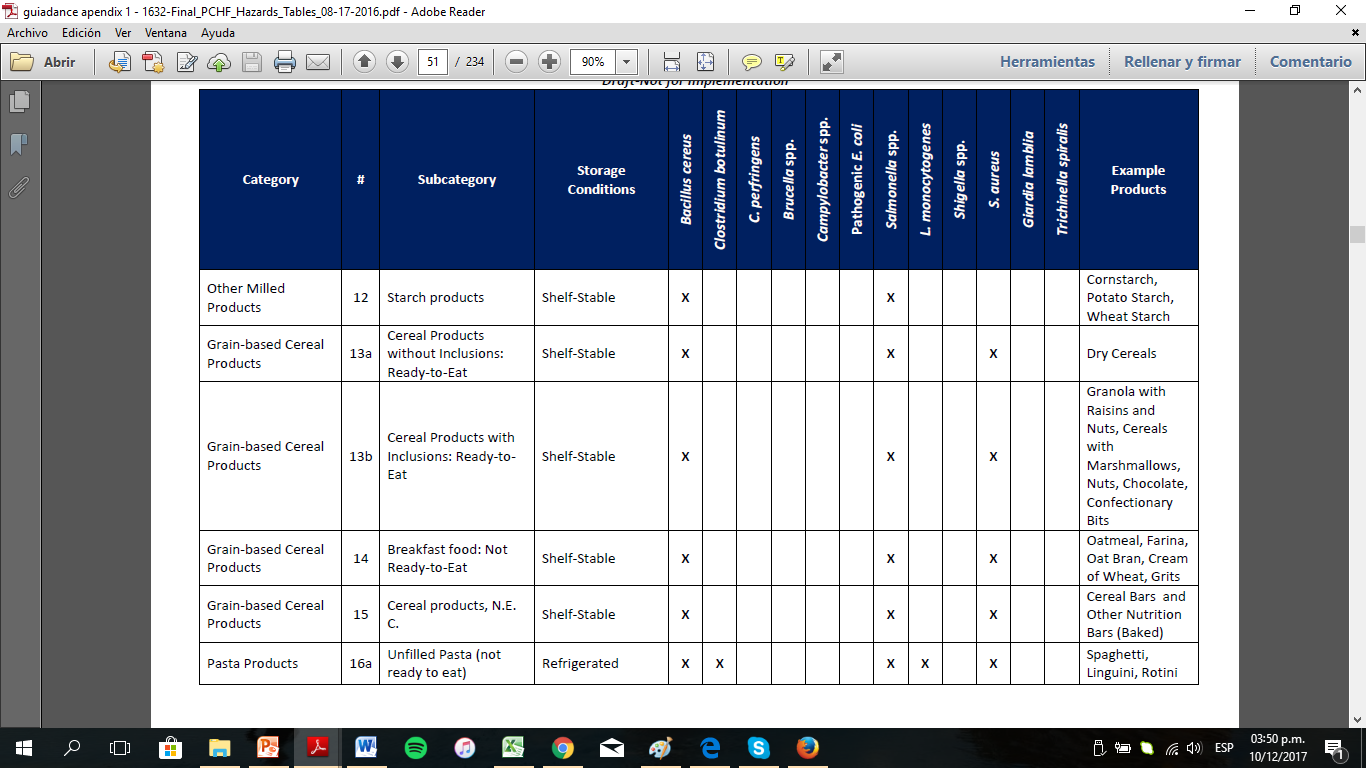 guiadance apendix 1 - 1632-Final_PCHF_Hazards_Tables_08-17-2016.pdf - Adobe Reader
Archivo Edición Ver Ventana Ayuda
Abrir 51 / 234 90% Herramientas Rellenar y firmar Comentario
Draft-Not for Implementation
Category # Subcategory Storage Conditions Bacillus cereus Clostridium botulinum C. perfringens Brucella spp. Campylobacter spp. Pathogenic E. coli Salmonella spp. L. monocytogenes Shigella spp. S. aureus Giardia lamblia Trichinella spiralis Example Products
Other Milled Products 12 Starch products Shelf-Stable X X Cornstarch, Potato Starch, Wheat Starch
Grain-based Cereal Products 13a Cereal Products without Inclusions: Ready-to-Eat Shelf-Stable X X X Dry Cereals
Grain-based Cereal Products 13b Cereal Products with Inclusions: Ready-to-Eat Shelf-Stable X X X Granola with Raisins and Nuts, Cereals with Marshmallows, Nuts, Chocolate, Confectionary Bits
Grain-based Cereal Products 14 Breakfast food: Not Ready-to-Eat Shelf-Stable X X X Oatmeal, Farina, Oat Bran, Cream of Wheat, Grits
Grain-based Cereal Products 15 Cereal products, N.E. C. Shelf-Stable X X X Cereal Bars and Other Nutrition Bars (Baked)
Pasta Products 16a Unfilled Pasta (not ready to eat) Refrigerated X X X X X Spaghetti, Linguini, Rotini
ESP 03:50 p.m.
10/12/2017 1